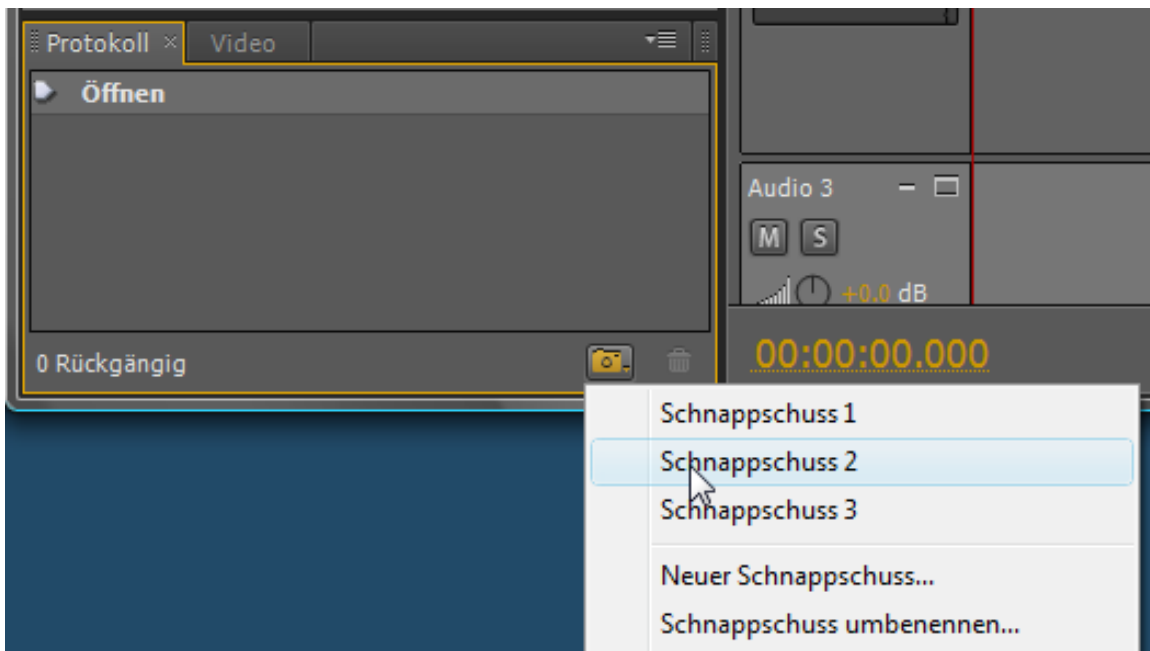 Protokoll × Video
Öffnen
0 Rückgängig
Audio 3
M S
+0.0 dB
00:00:00.000
Schnappschuss 1
Schnappschuss 2
Schnappschuss 3
Neuer Schnappschuss...
Schnappschuss umbenennen...